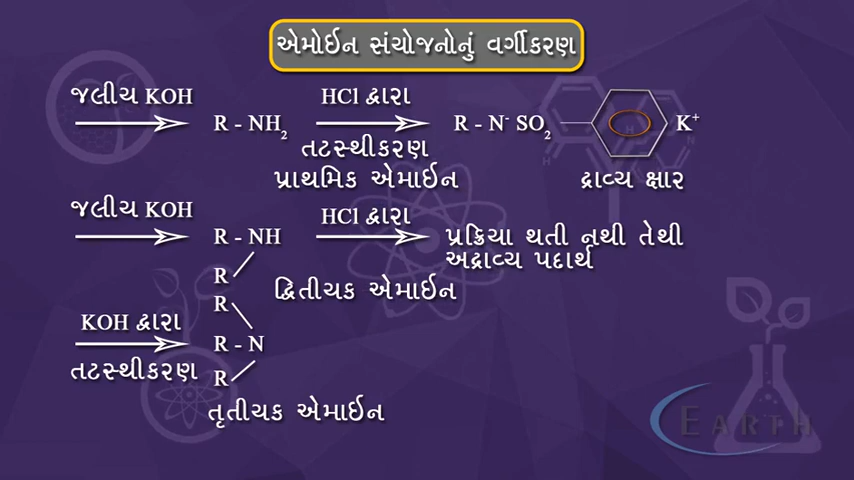 એમોઈન સંયોજનોનું વર્ગીકરણ
જલીય KOH → R - NH₂ HCl દ્વારા → તટસ્થીકરણ R - N⁻ SO₂ K⁺
પ્રાથમિક એમાઈન દ્રાવ્ય ક્ષાર
જલીય KOH → R - NH HCl દ્વારા → પ્રક્રિયા થતી નથી તેથી
અદ્રાવ્ય પદાર્થ
R
દ્વિતીયક એમાઈન
R
KOH દ્વારા → તટસ્થીકરણ R - N
R
તૃતીયક એમાઈન
EARTH